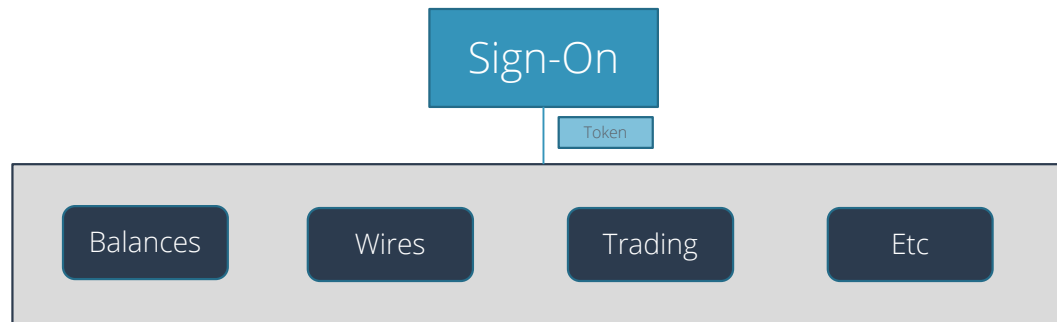 Sign-On
Token
Balances
Wires
Trading
Etc